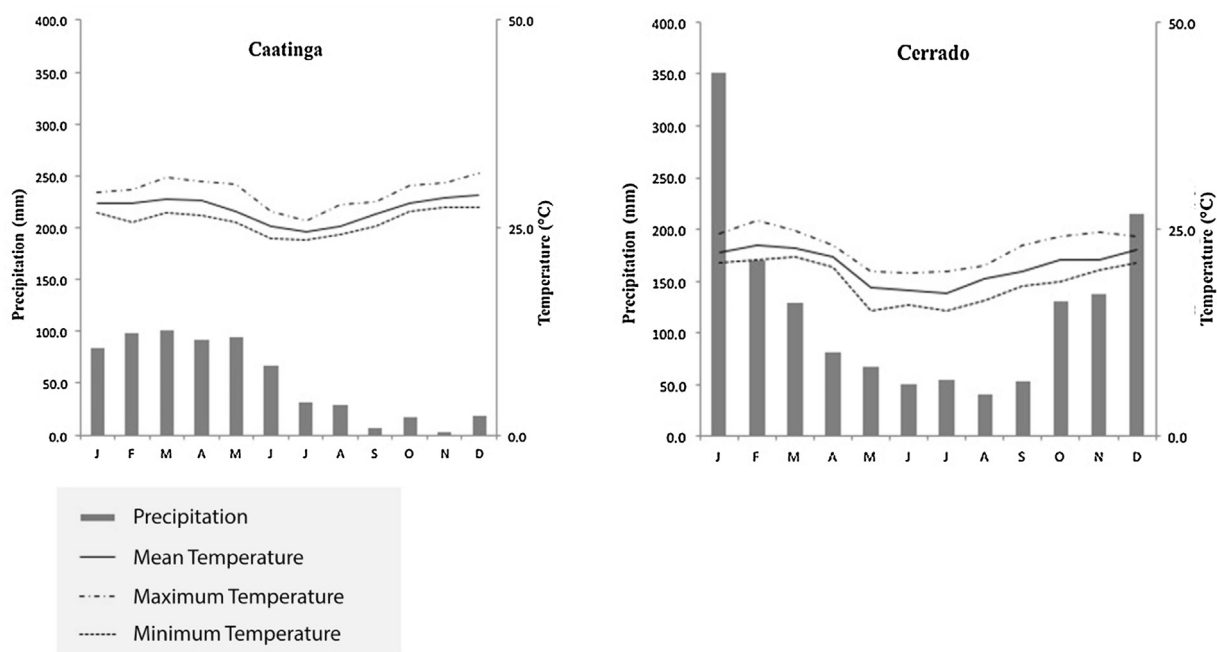 Caatinga
Precipitation (mm)
400.0
350.0
300.0
250.0
200.0
150.0
100.0
50.0
0.0
50.0
25.0
0.0
Temperature (°C)
J F M A M J J A S O N D
Cerrado
Precipitation (mm)
400.0
350.0
300.0
250.0
200.0
150.0
100.0
50.0
0.0
50.0
25.0
0.0
Temperature (°C)
J F M A M J J A S O N D
Precipitation
Mean Temperature
Maximum Temperature
Minimum Temperature